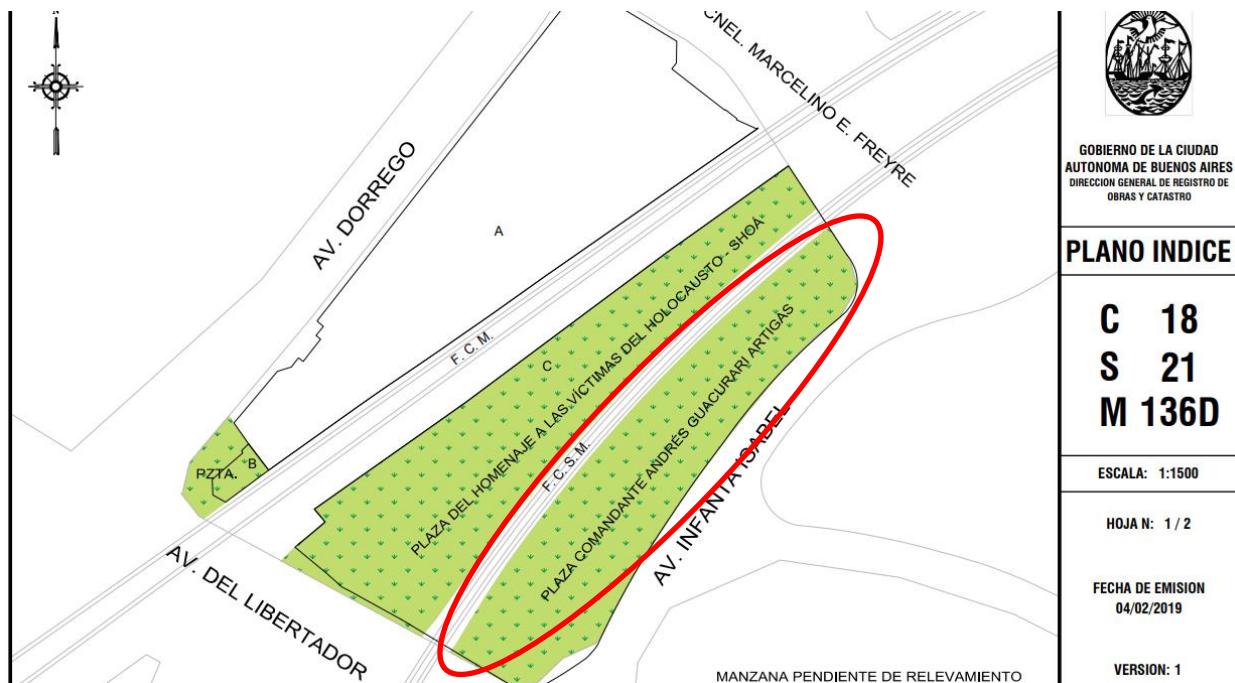 CNEL. MARCELINO E. FREYRE
AV. DORREGO
A
F. C. M.
PLAZA DEL HOMENAJE A LAS VÍCTIMAS DEL HOLOCAUSTO - SHOÁ
C
F. C. S. M.
PLAZA COMANDANTE ANDRÉS GUACURARI ARTIGAS
AV. INFANTA ISABEL
PZTA.
B
AV. DEL LIBERTADOR
MANZANA PENDIENTE DE RELEVAMIENTO
GOBIERNO DE LA CIUDAD
AUTONOMA DE BUENOS AIRES
DIRECCION GENERAL DE REGISTRO DE
OBRAS Y CATASTRO
PLANO INDICE
C 18
S 21
M 136D
ESCALA: 1:1500
HOJA N: 1 / 2
FECHA DE EMISION
04/02/2019
VERSION: 1